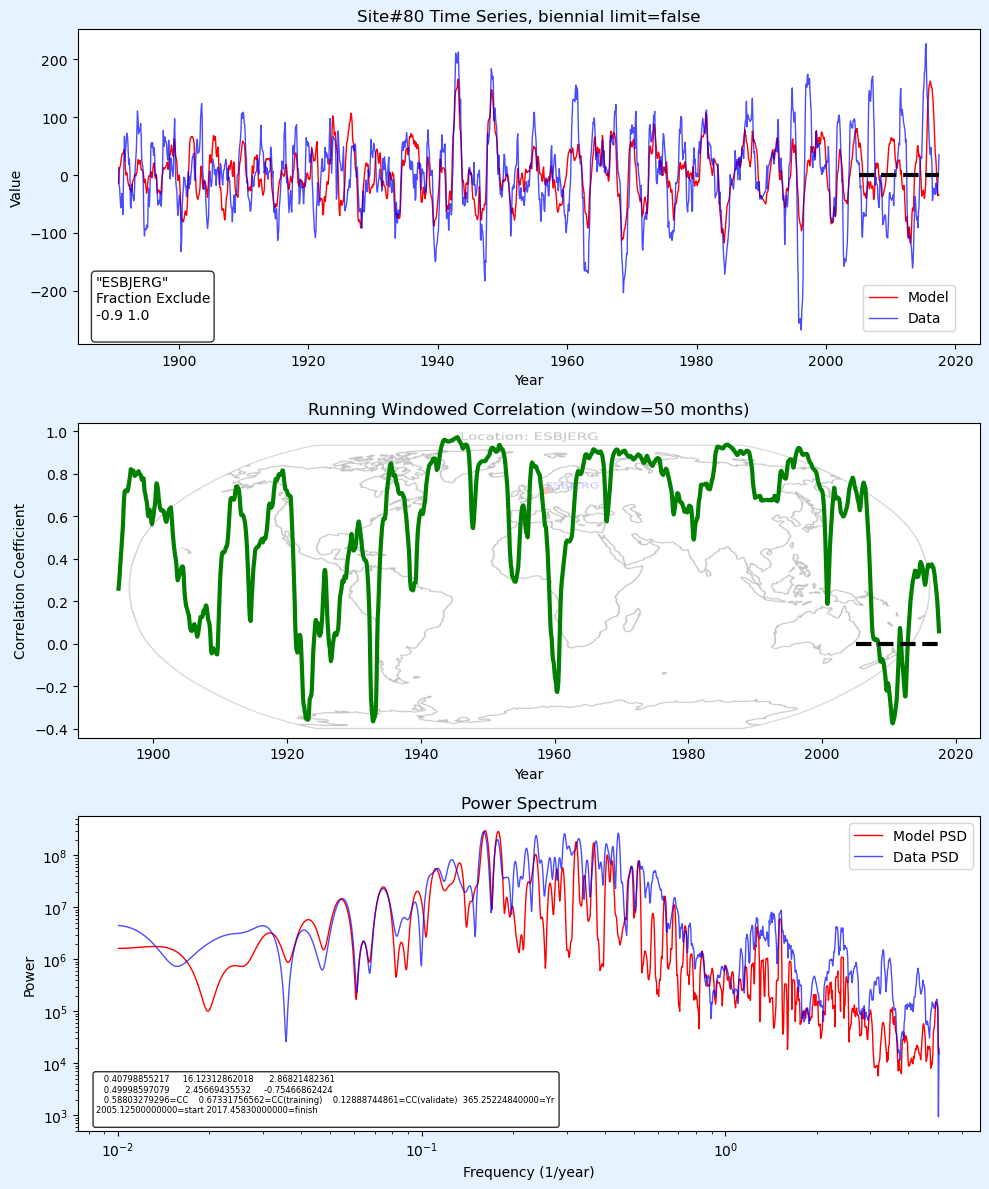 Site#80 Time Series, biennial limit=false
Value
200
100
0
−100
−200
"ESBJERG"
Fraction Exclude
-0.9 1.0
Model
Data
1900 1920 1940 1960 1980 2000 2020
Year
Running Windowed Correlation (window=50 months)
Correlation Coefficient
1.0
0.8
0.6
0.4
0.2
0.0
−0.2
−0.4
Location: ESBJERG
ESBJERG
1900 1920 1940 1960 1980 2000 2020
Year
Power Spectrum
Power
10^8
10^7
10^6
10^5
10^4
10^3
Model PSD
Data PSD
0.40798855217 16.12312862018 2.86821482361
0.49998597079 2.45669435532 -0.75466862424
0.58803279296=CC 0.67331756562=CC(training) 0.12888744861=CC(validate) 365.25224840000=Yr
2005.12500000000=start 2017.45830000000=finish
10^−2 10^−1 10^0
Frequency (1/year)